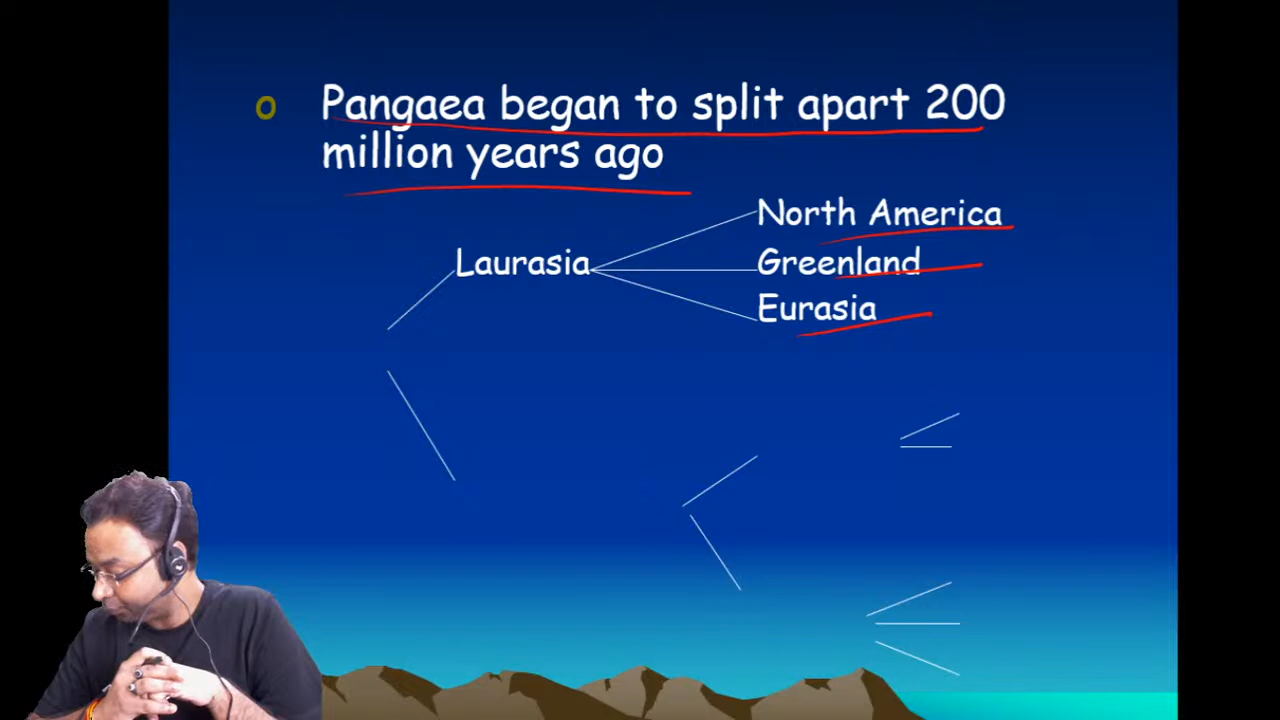 o Pangaea began to split apart 200
million years ago
North America
Laurasia
Greenland
Eurasia